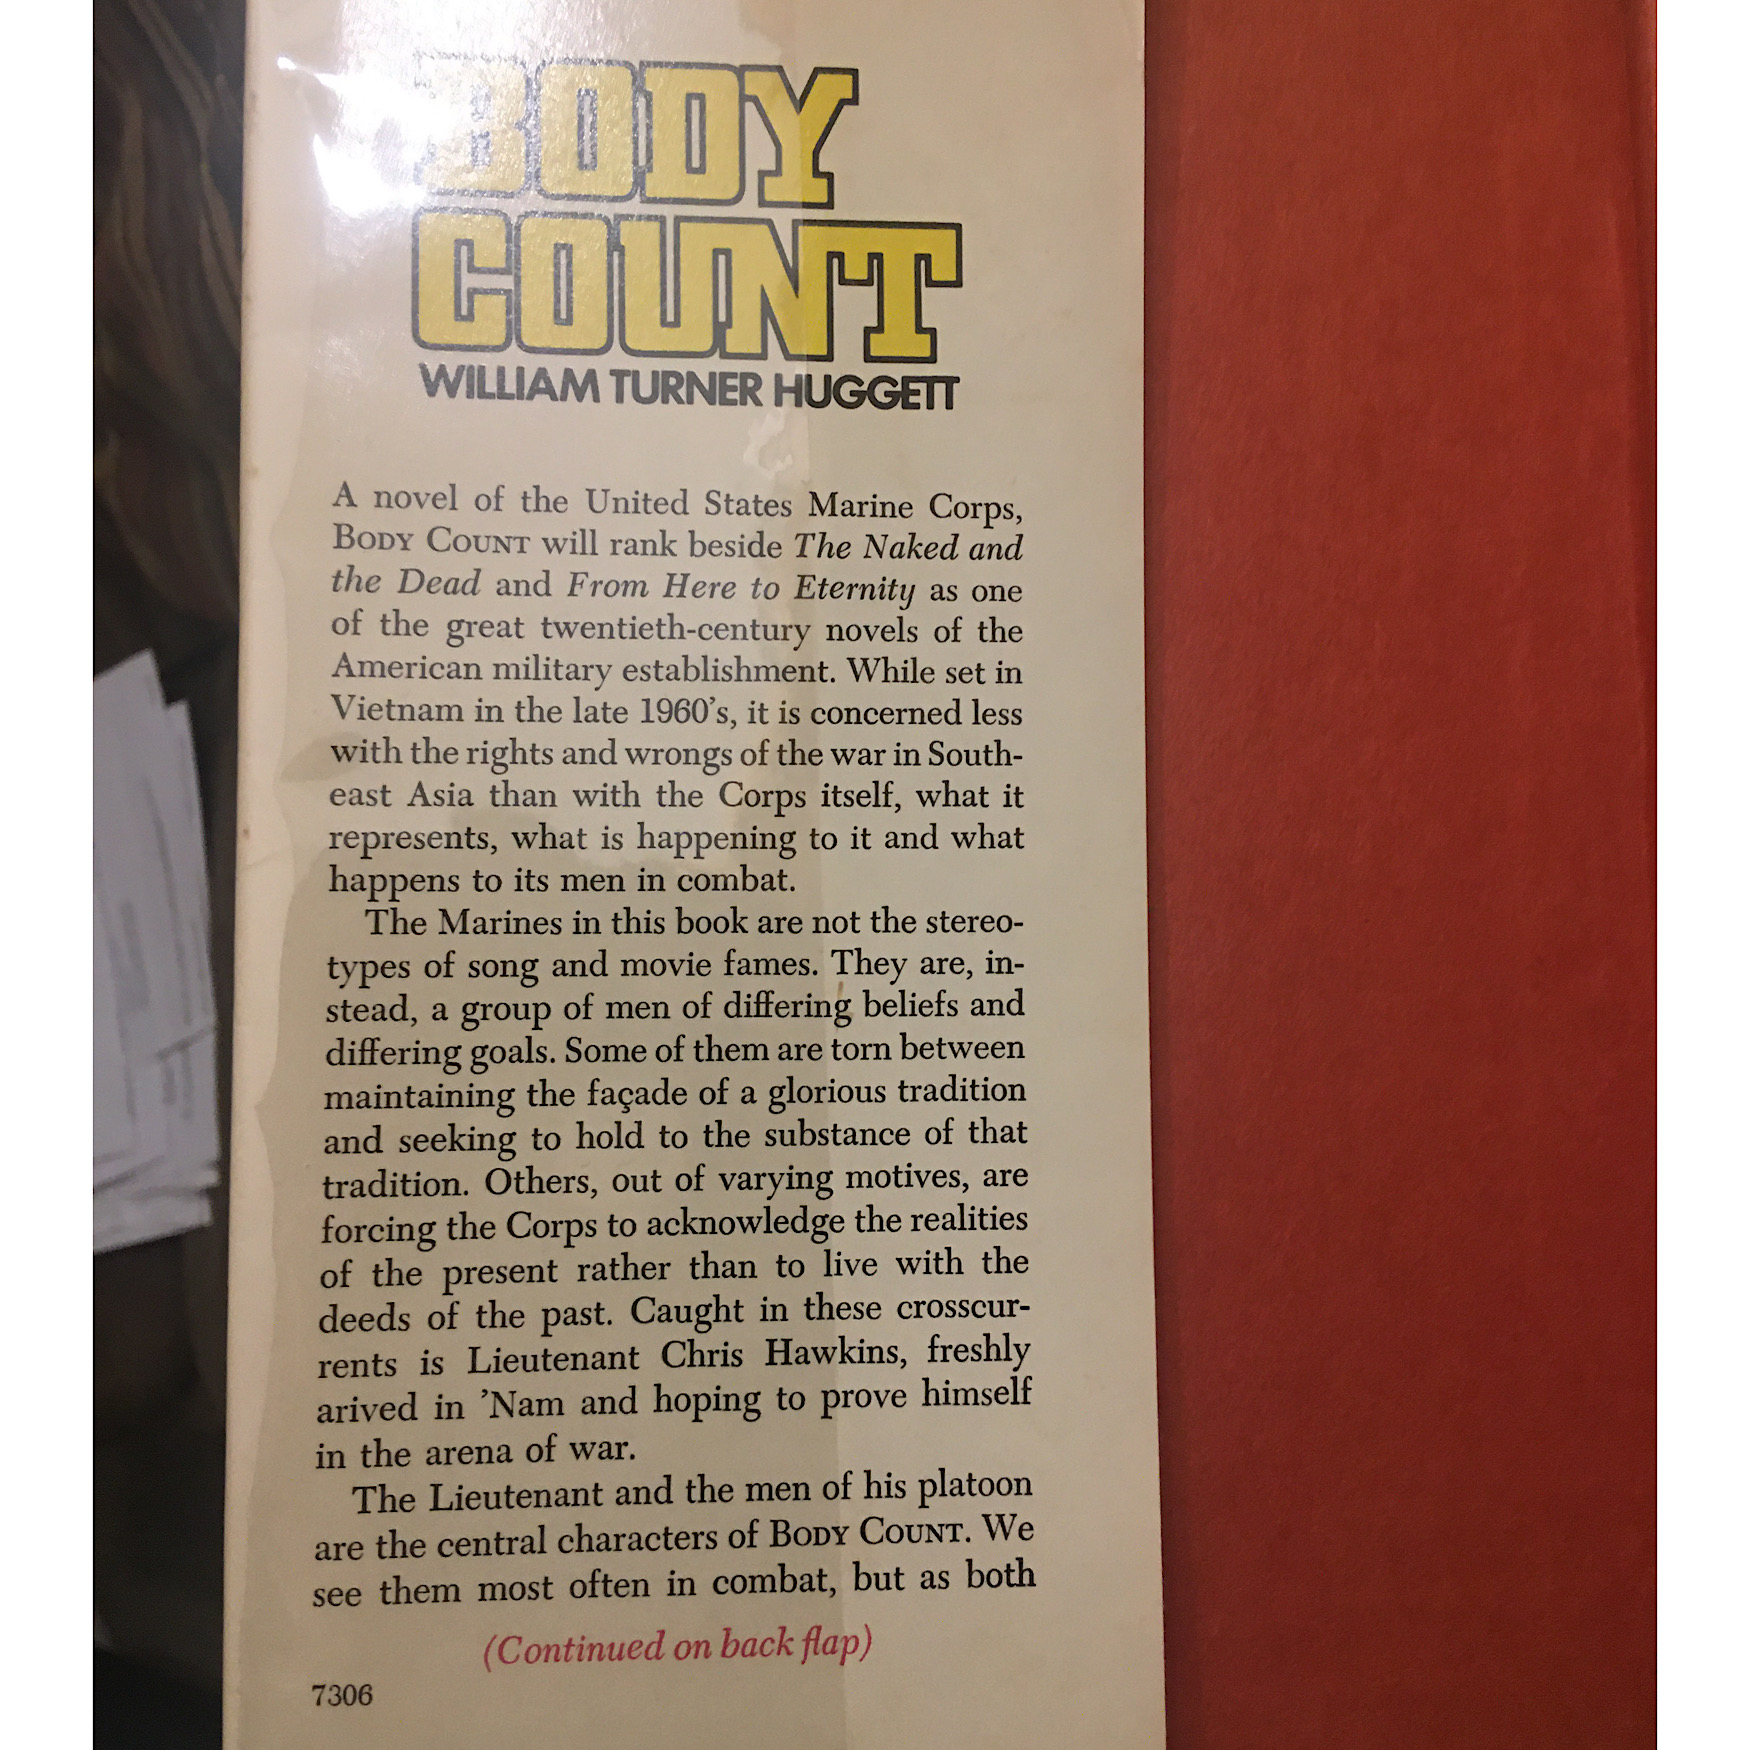 BODY
COUNT
WILLIAM TURNER HUGGETT
A novel of the United States Marine Corps,
BODY COUNT will rank beside The Naked and
the Dead and From Here to Eternity as one
of the great twentieth-century novels of the
American military establishment. While set in
Vietnam in the late 1960's, it is concerned less
with the rights and wrongs of the war in South-
east Asia than with the Corps itself, what it
represents, what is happening to it and what
happens to its men in combat.
The Marines in this book are not the stereo-
types of song and movie fames. They are, in-
stead, a group of men of differing beliefs and
differing goals. Some of them are torn between
maintaining the façade of a glorious tradition
and seeking to hold to the substance of that
tradition. Others, out of varying motives, are
forcing the Corps to acknowledge the realities
of the present rather than to live with the
deeds of the past. Caught in these crosscur-
rents is Lieutenant Chris Hawkins, freshly
arived in 'Nam and hoping to prove himself
in the arena of war.
The Lieutenant and the men of his platoon
are the central characters of BODY COUNT. We
see them most often in combat, but as both
(Continued on back flap)
7306